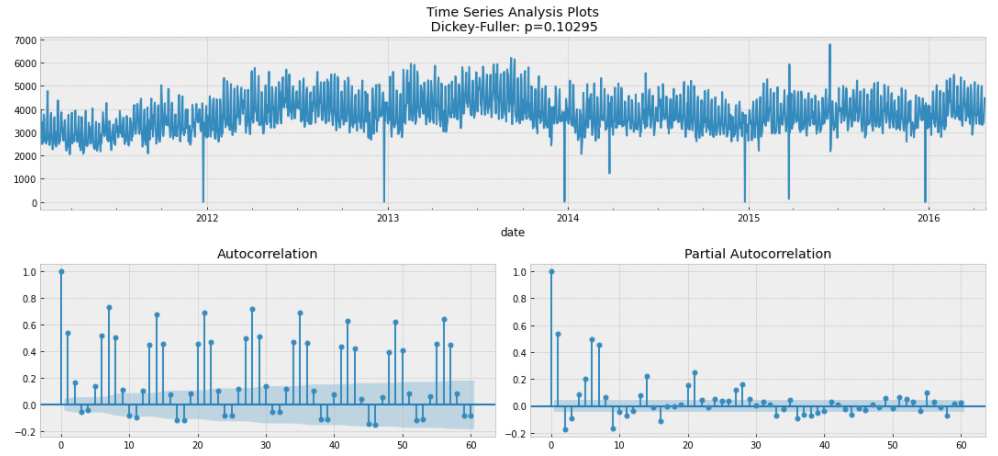 Time Series Analysis Plots
Dickey-Fuller: p=0.10295
7000
6000
5000
4000
3000
2000
1000
0
2012 2013 2014 2015 2016
date
Autocorrelation
1.0
0.8
0.6
0.4
0.2
0.0
−0.2
0 10 20 30 40 50 60
Partial Autocorrelation
1.0
0.8
0.6
0.4
0.2
0.0
−0.2
0 10 20 30 40 50 60